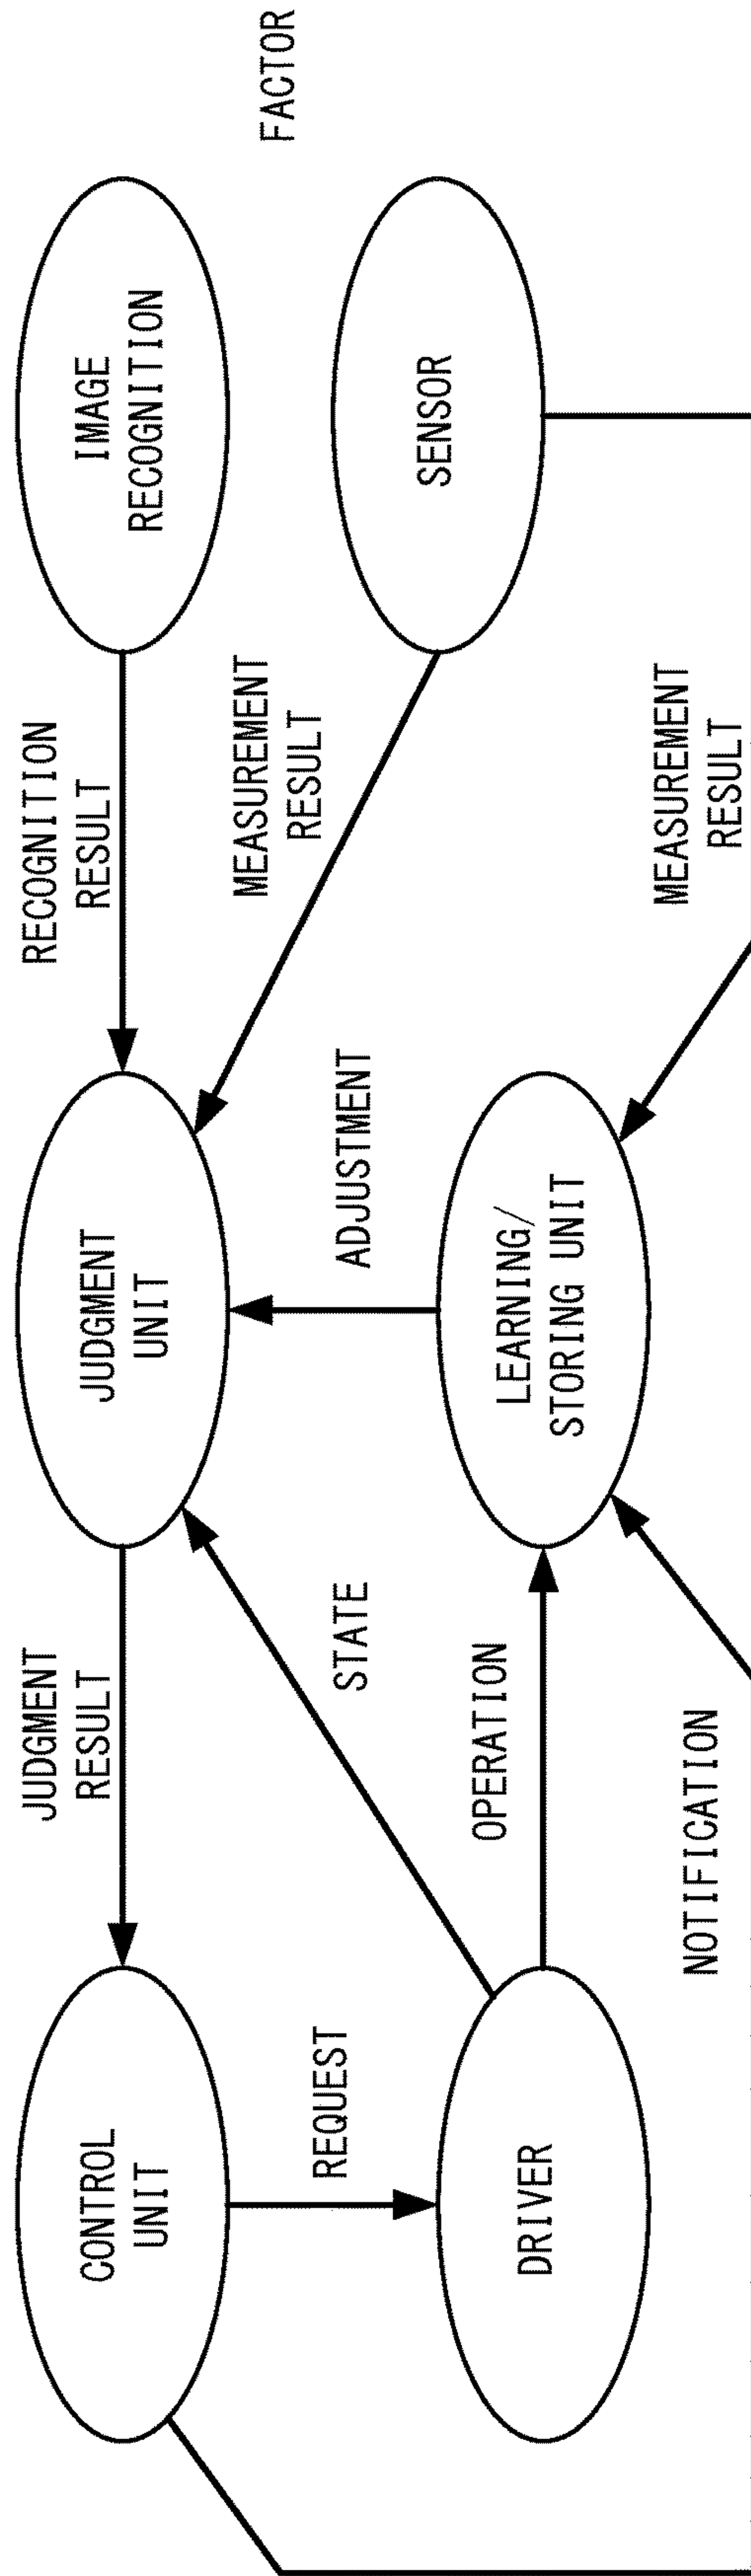 JUDGMENT
RESULT
RECOGNITION
RESULT
CONTROL
UNIT
JUDGMENT
UNIT
IMAGE
RECOGNITION
MEASUREMENT
RESULT
FACTOR
REQUEST
STATE
ADJUSTMENT
SENSOR
OPERATION
DRIVER
LEARNING/
STORING UNIT
MEASUREMENT
RESULT
NOTIFICATION